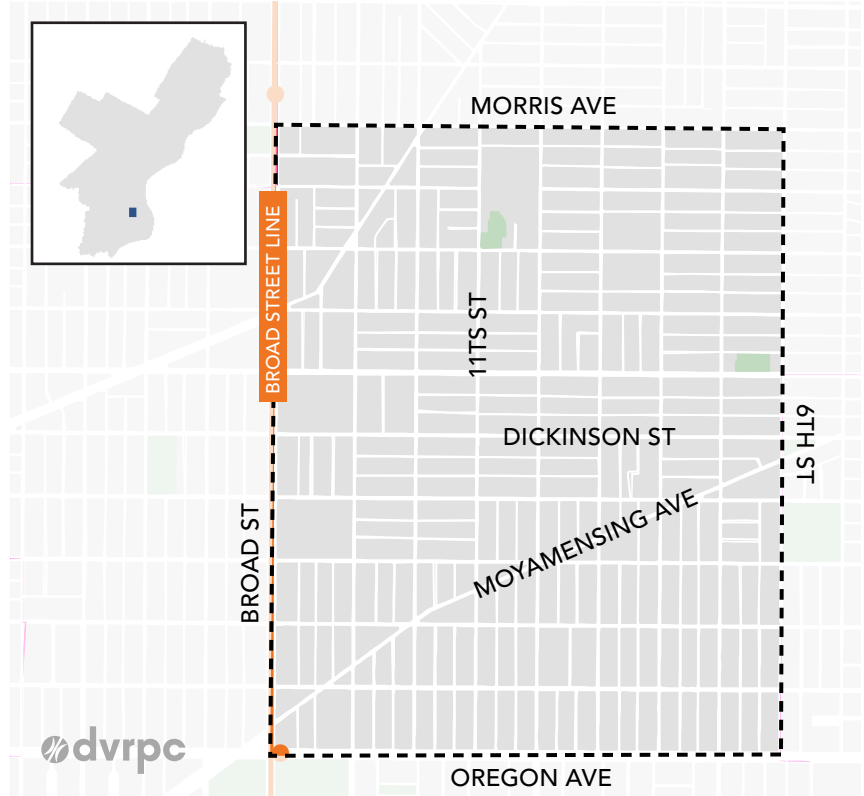 MORRIS AVE
BROAD STREET LINE
11TS ST
DICKINSON ST
6TH ST
MOYAMENSING AVE
BROAD ST
dvrpc
OREGON AVE